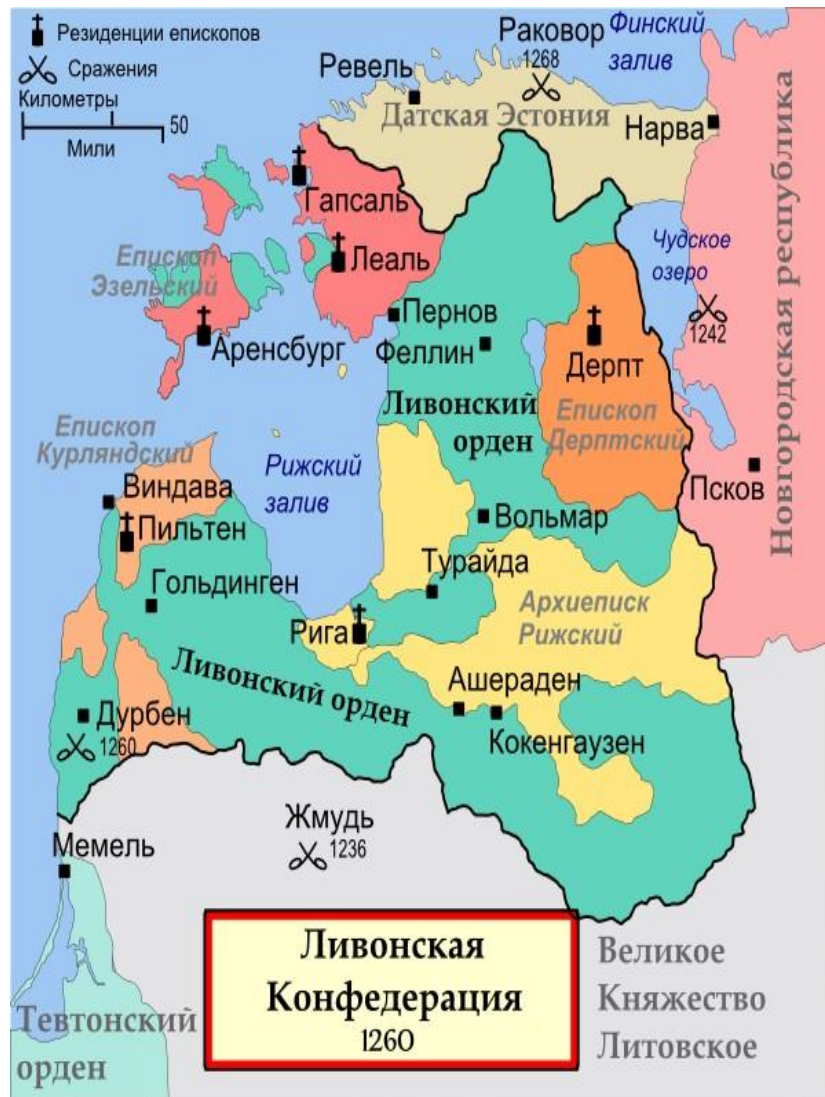 Резиденции епископов
Сражения
Километры
50
Мили
Финский
залив
Раковор
1268
Ревель
Датская Эстония
Нарва
Новгородская республика
Гапсаль
Леаль
Епископ
Эзельский
Аренсбург
Чудское
озеро
1242
Пернов
Феллин
Дерпт
Ливонский
орден
Епископ
Дерптский
Псков
Епископ
Курляндский
Рижский
залив
Виндава
Пильтен
Вольмар
Гольдинген
Турайда
Рига
Архиеписк
Рижский
Ливонский орден
Ашераден
Кокенгаузен
Дурбен
1260
Жмудь
1236
Мемель
Ливонская
Конфедерация
1260
Великое
Княжество
Литовское
Тевтонский
орден